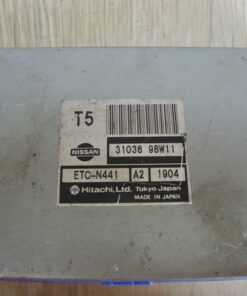 T5
NISSAN 31036 98W11
ETC-N441 A2 1904
Hitachi, Ltd. Tokyo Japan
MADE IN JAPAN